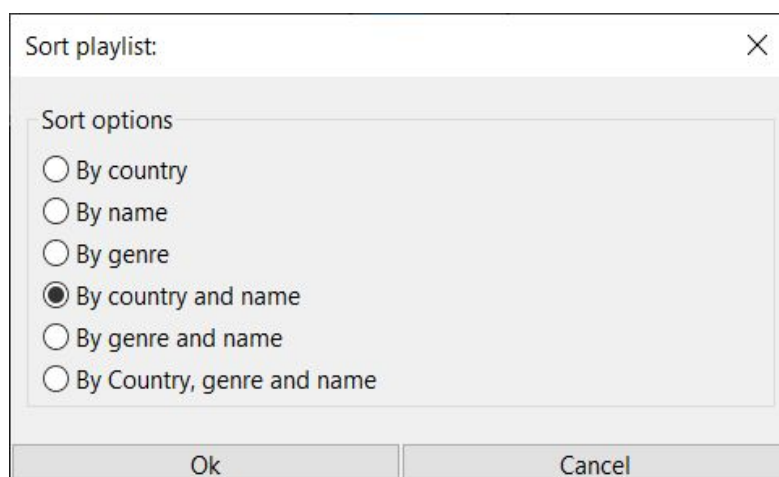 Sort playlist:
Sort options
By country
By name
By genre
By country and name
By genre and name
By Country, genre and name
Ok
Cancel